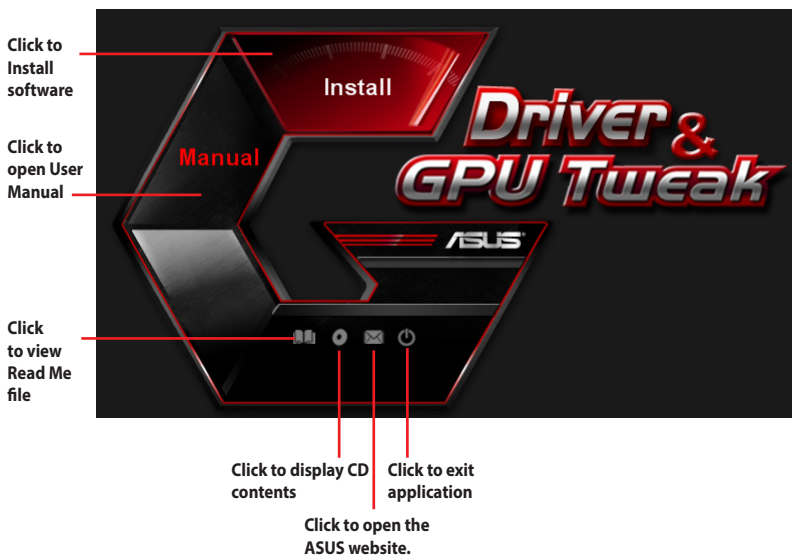 Click to
Install
software
Install
Driver &
GPU Tweak
Click to
open User
Manual
Manual
ASUS
Click
to view
Read Me
file
Click to display CD
contents
Click to exit
application
Click to open the
ASUS website.